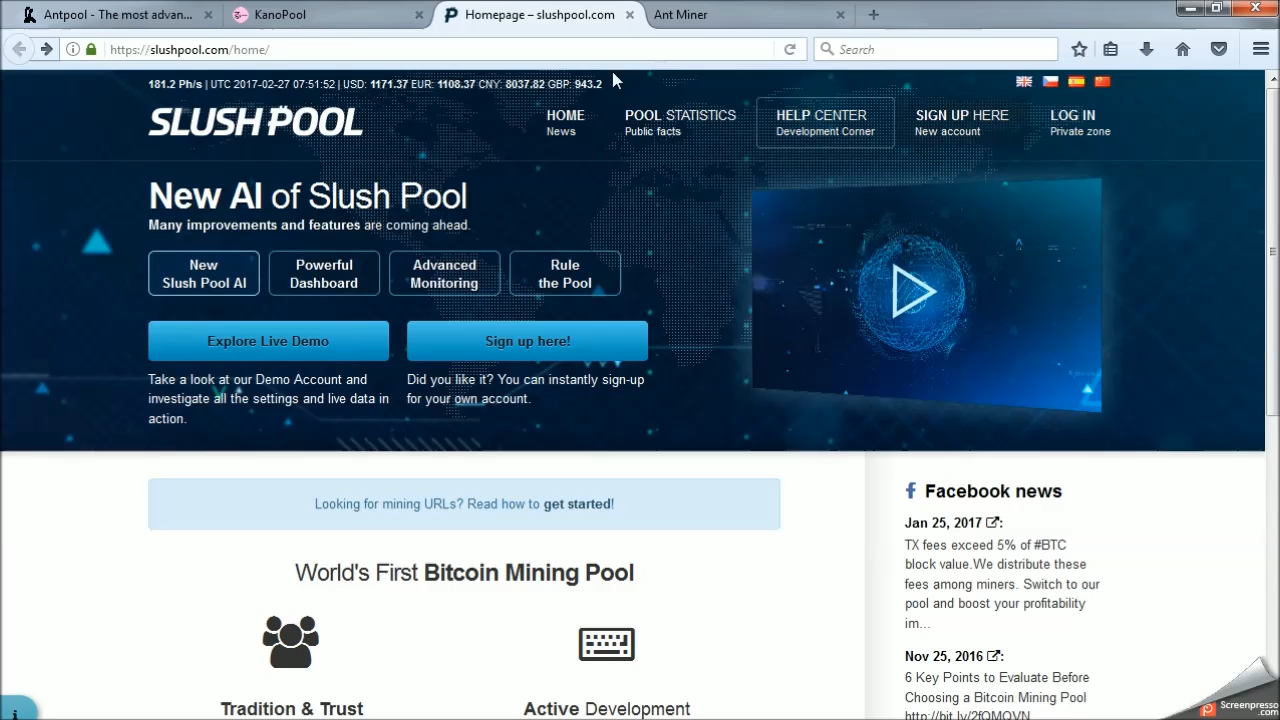 Antpool - The most advan...
KanoPool
Homepage – slushpool.com
Ant Miner
https://slushpool.com/home/
Search
181.2 Ph/s | UTC 2017-02-27 07:51:52 | USD: 1171.37 EUR: 1108.37 CNY: 8037.82 GBP: 943.2
SLUSH POOL
HOME
News
POOL STATISTICS
Public facts
HELP CENTER
Development Corner
SIGN UP HERE
New account
LOG IN
Private zone
New AI of Slush Pool
Many improvements and features are coming ahead.
New
Slush Pool AI
Powerful
Dashboard
Advanced
Monitoring
Rule
the Pool
Explore Live Demo
Sign up here!
Take a look at our Demo Account and
investigate all the settings and live data in
action.
Did you like it? You can instantly sign-up
for your own account.
Looking for mining URLs? Read how to get started!
World's First Bitcoin Mining Pool
Tradition & Trust
Active Development
Facebook news
Jan 25, 2017:
TX fees exceed 5% of #BTC
block value.We distribute these
fees among miners. Switch to our
pool and boost your profitability
im...
Nov 25, 2016:
6 Key Points to Evaluate Before
Choosing a Bitcoin Mining Pool
http://bit.ly/2fQMQVN
Screenpresso
.com